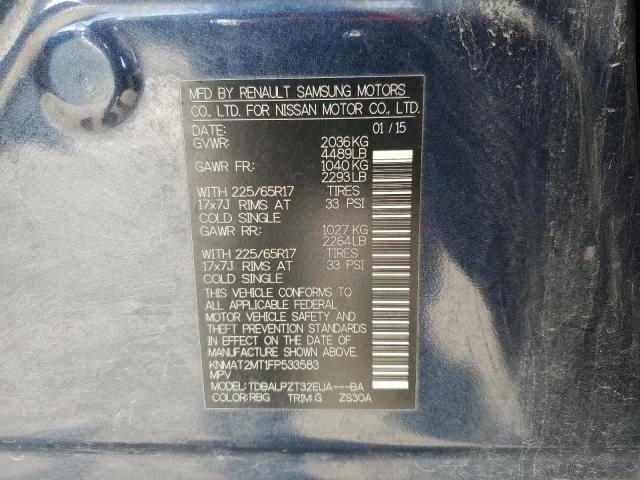 MFD BY RENAULT SAMSUNG MOTORS
CO., LTD. FOR NISSAN MOTOR CO., LTD.
DATE: 01/15
GVWR: 2036KG
4489LB
GAWR FR: 1040KG
2293LB
WITH 225/65R17 TIRES
17x7J RIMS AT 33 PSI
COLD SINGLE
GAWR RR: 1027KG
2264LB
WITH 225/65R17 TIRES
17x7J RIMS AT 33 PSI
COLD SINGLE
THIS VEHICLE CONFORMS TO
ALL APPLICABLE FEDERAL
MOTOR VEHICLE SAFETY AND
THEFT PREVENTION STANDARDS
IN EFFECT ON THE DATE OF
MANUFACTURE SHOWN ABOVE.
KNMAT2MT1FP533583
MPV
MODEL: TDBALPZT32EUA---BA
COLOR: RBG TRIM: G ZS30A